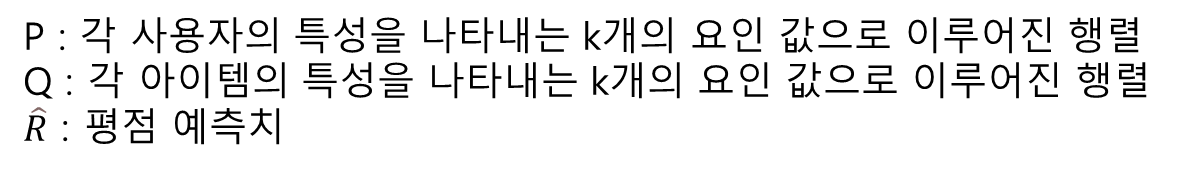 P : 각 사용자의 특성을 나타내는 k개의 요인 값으로 이루어진 행렬
Q : 각 아이템의 특성을 나타내는 k개의 요인 값으로 이루어진 행렬
R̂ : 평점 예측치